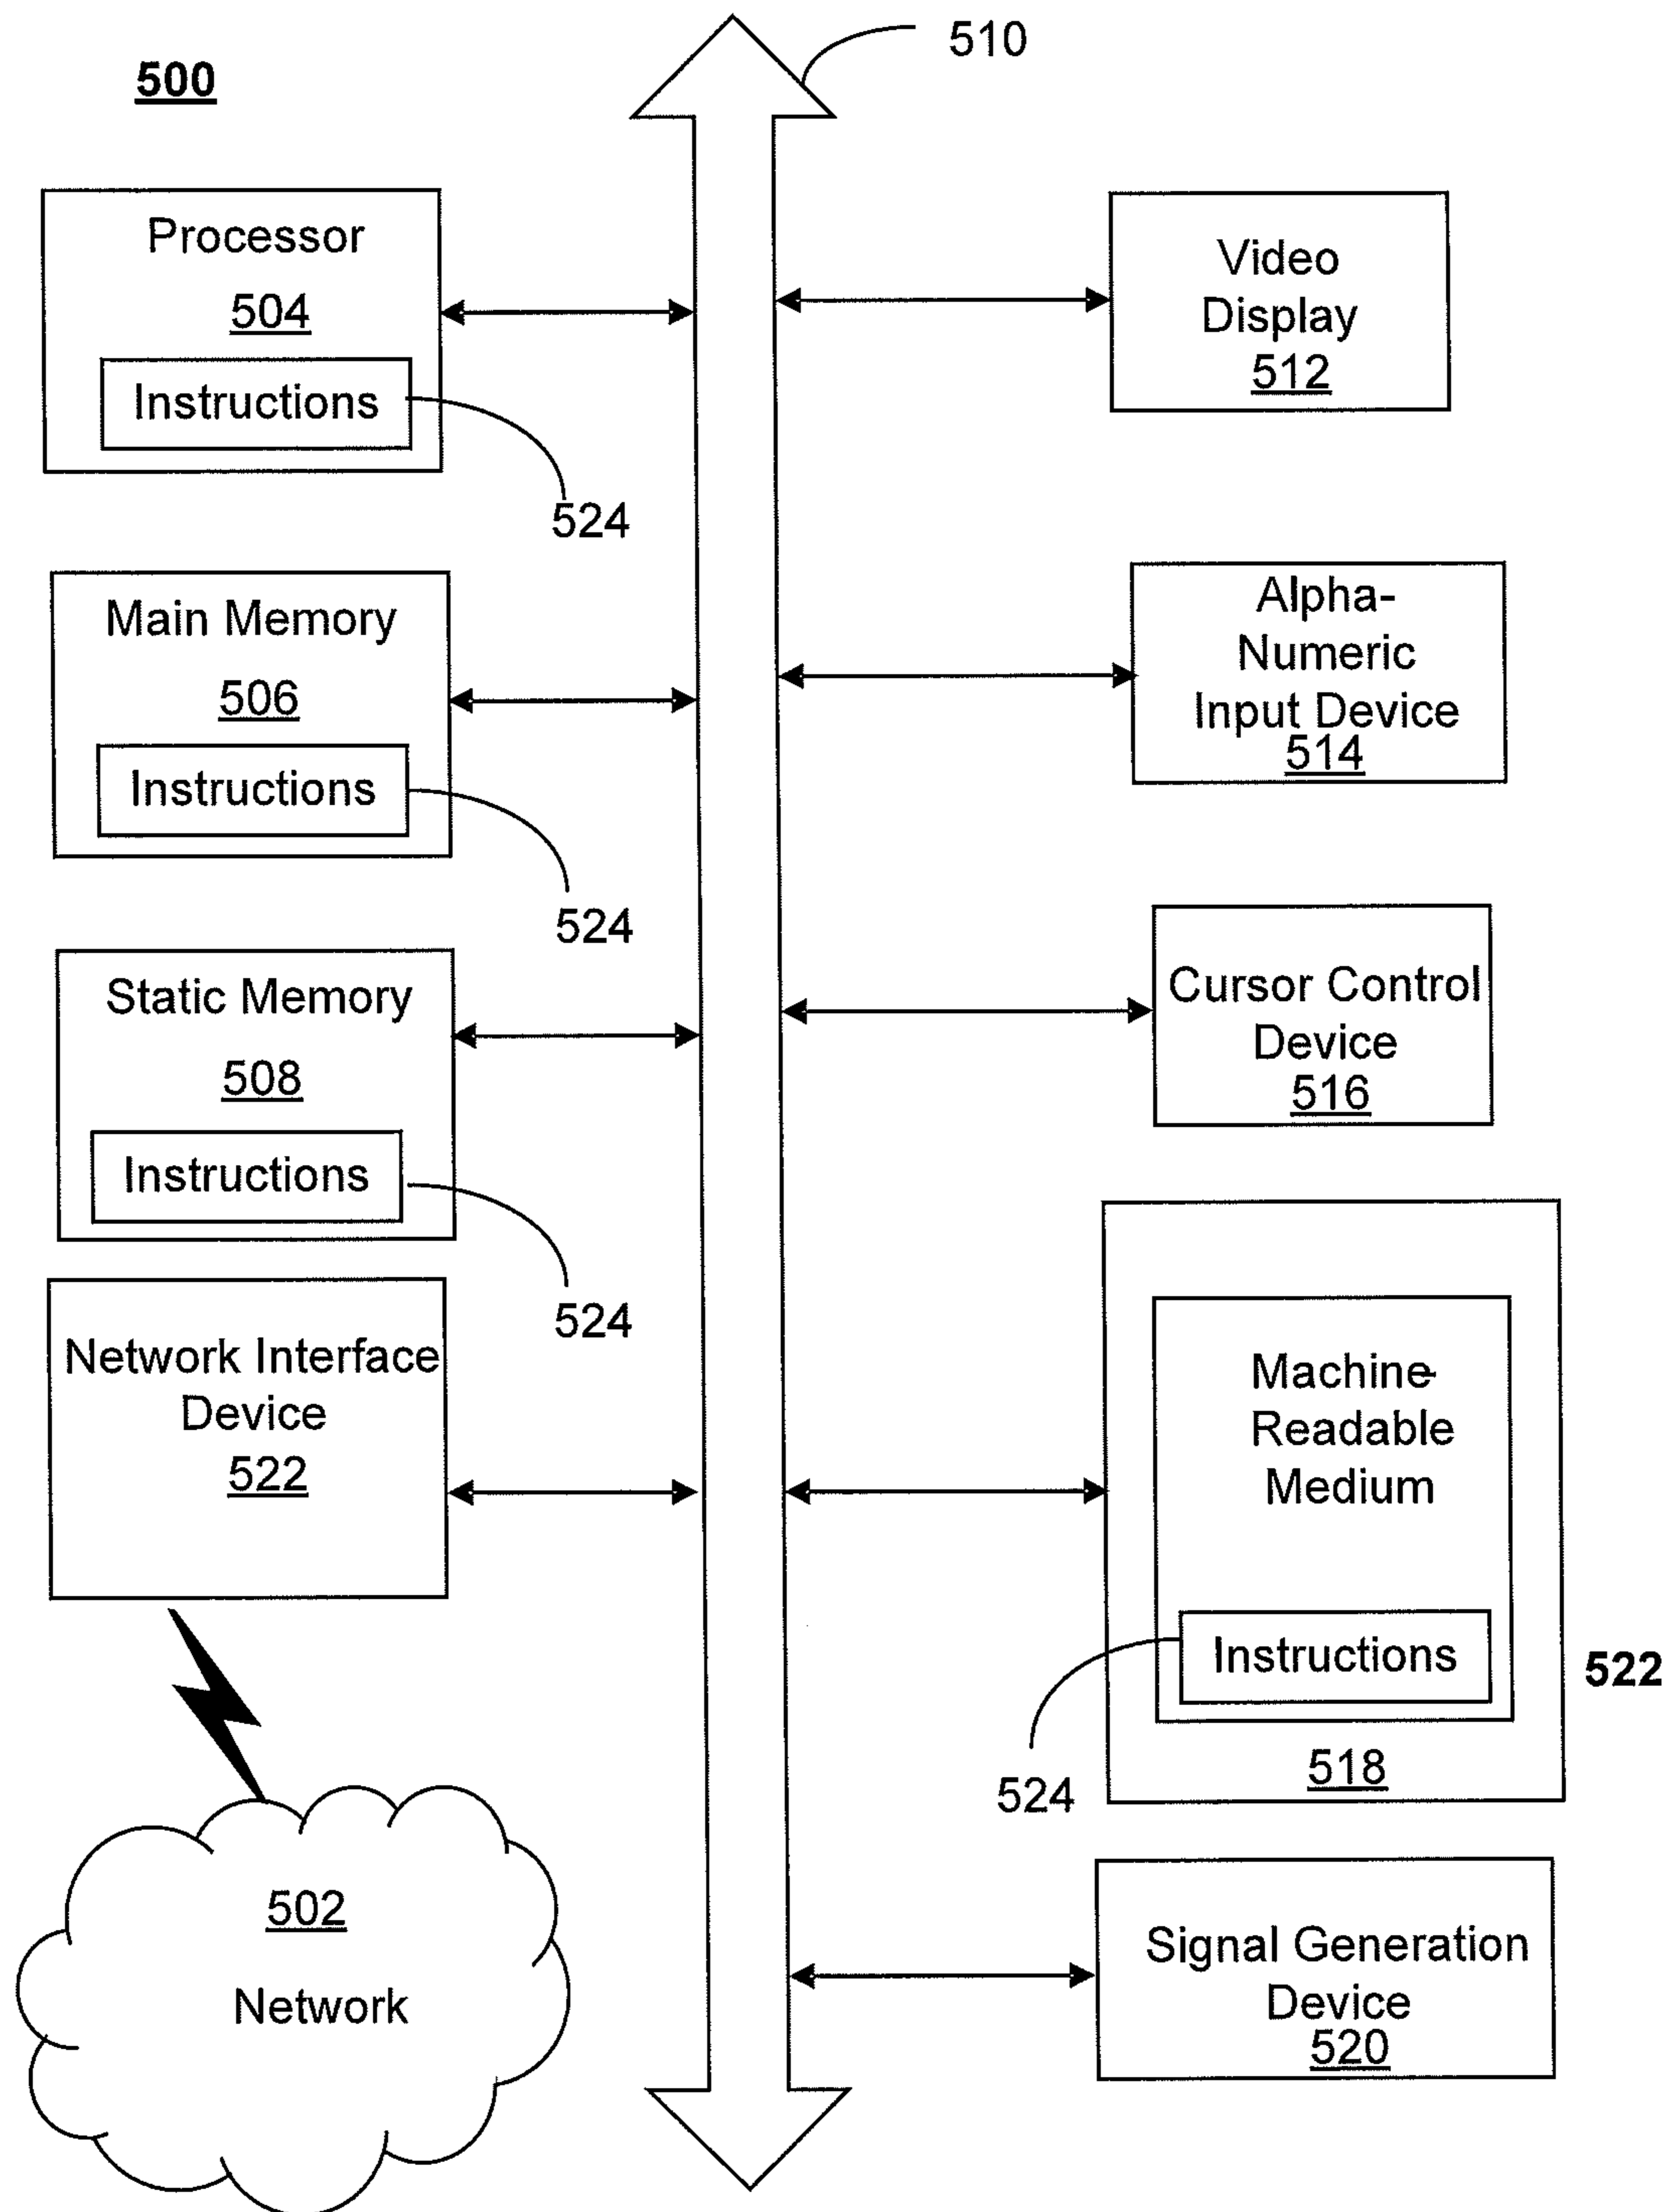 500
510
Processor
504
Instructions
524
Main Memory
506
Instructions
524
Static Memory
508
Instructions
524
Network Interface
Device
522
502
Network
Video
Display
512
Alpha-
Numeric
Input Device
514
Cursor Control
Device
516
Machine-
Readable
Medium
Instructions
522
524
518
Signal Generation
Device
520